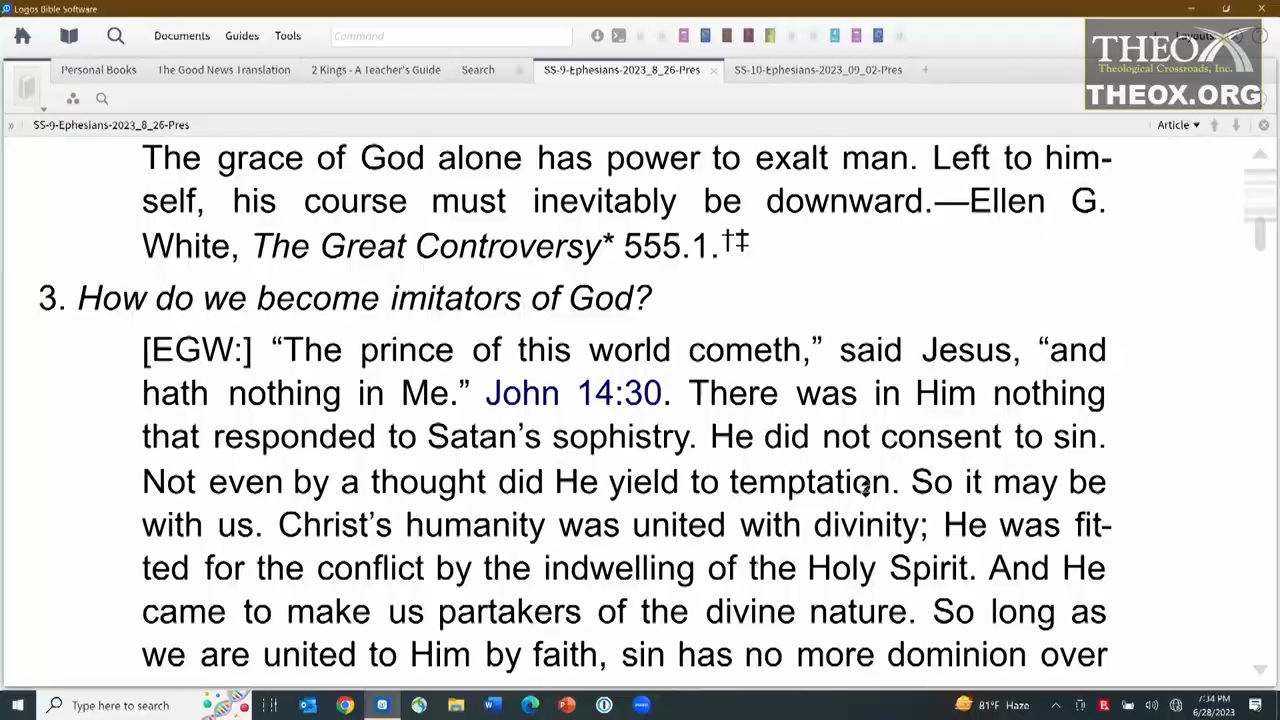 Logos Bible Software
Documents Guides Tools Command Layouts
THEOX
Theological Crossroads, Inc.
THEOX.ORG
Personal Books The Good News Translation 2 Kings - A Teacher's Guide Search SS-9-Ephesians-2023_8_26-Pres SS-10-Ephesians-2023_09_02-Pres
SS-9-Ephesians-2023_8_26-Pres Article
The grace of God alone has power to exalt man. Left to him-
self, his course must inevitably be downward.—Ellen G.
White, The Great Controversy* 555.1.†‡
3. How do we become imitators of God?
[EGW:] “The prince of this world cometh,” said Jesus, “and
hath nothing in Me.” John 14:30. There was in Him nothing
that responded to Satan’s sophistry. He did not consent to sin.
Not even by a thought did He yield to temptation. So it may be
with us. Christ’s humanity was united with divinity; He was fit-
ted for the conflict by the indwelling of the Holy Spirit. And He
came to make us partakers of the divine nature. So long as
we are united to Him by faith, sin has no more dominion over
Type here to search 81°F Haze 7:34 PM
6/28/2023